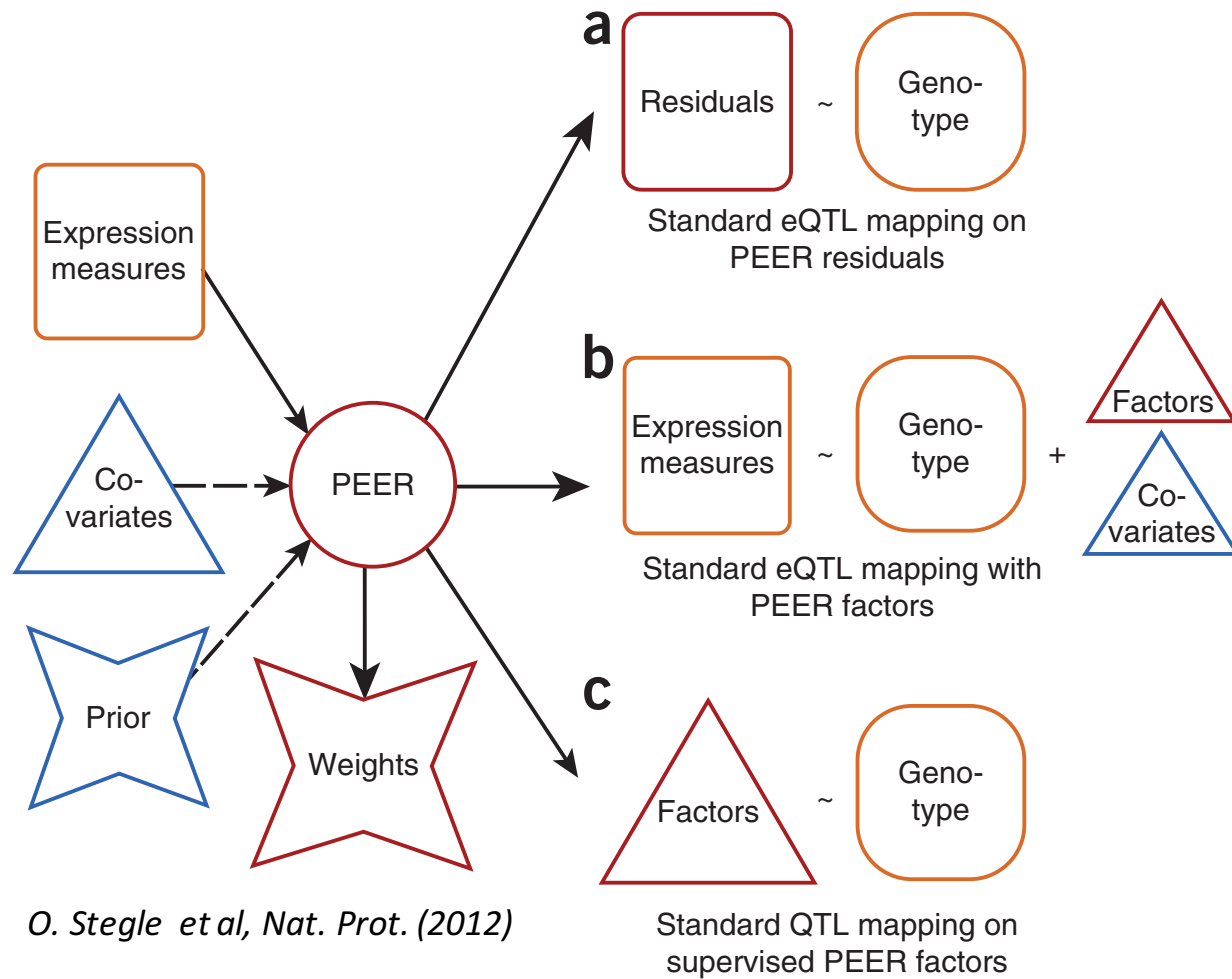 a
Residuals
~
Geno-
type
Standard eQTL mapping on
PEER residuals
Expression
measures
Co-
variates
Prior
PEER
Weights
b
Expression
measures
~
Geno-
type
+
Factors
Co-
variates
Standard eQTL mapping with
PEER factors
c
Factors
~
Geno-
type
Standard QTL mapping on
supervised PEER factors
O. Stegle et al, Nat. Prot. (2012)